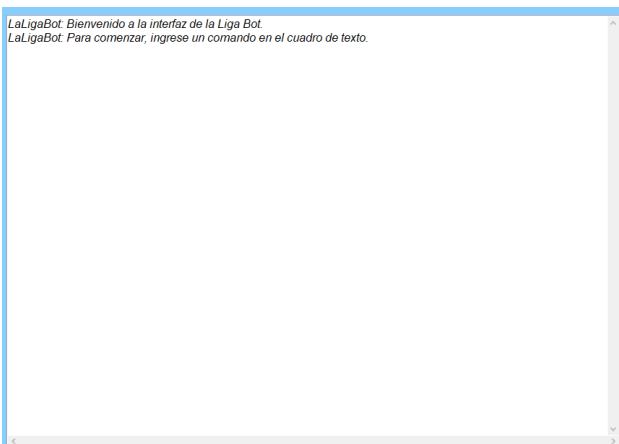 LaLigaBot: Bienvenido a la interfaz de la Liga Bot.
LaLigaBot: Para comenzar, ingrese un comando en el cuadro de texto.